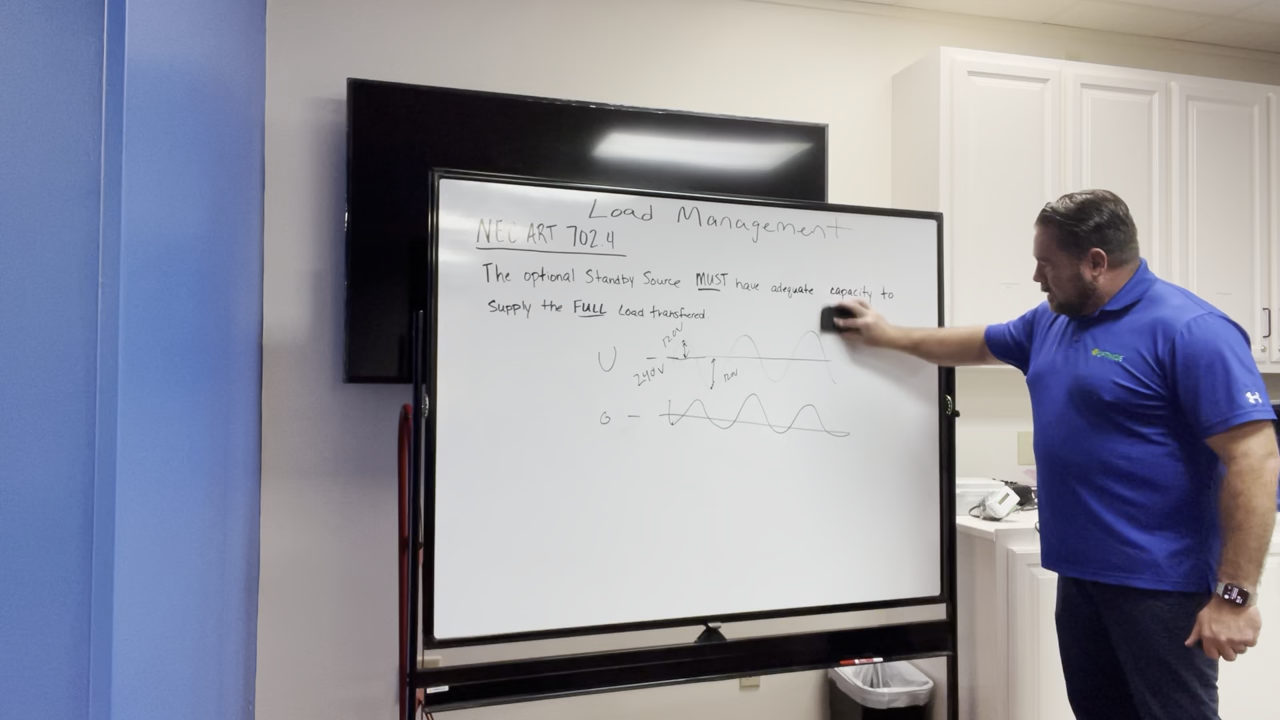 Load Management
NEC ART 702.4
The optional Standby Source MUST have adequate capacity to
Supply the FULL Load transfered.
120V
U
240V
120V
G